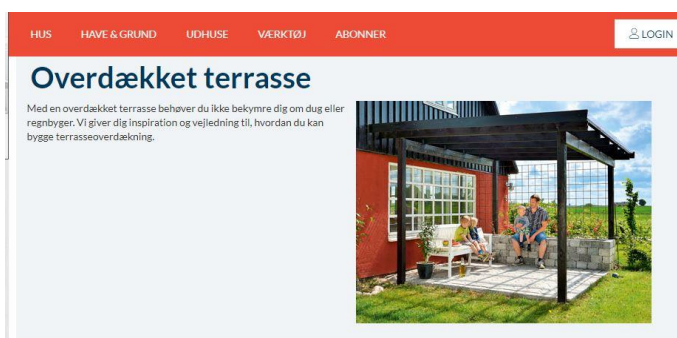 HUS HAVE & GRUND UDHUSE VÆRKTØJ ABONNER LOGIN
Overdækket terrasse
Med en overdækket terrasse behøver du ikke bekymre dig om dug eller
regnbyger. Vi giver dig inspiration og vejledning til, hvordan du kan
bygge terrasseoverdækning.